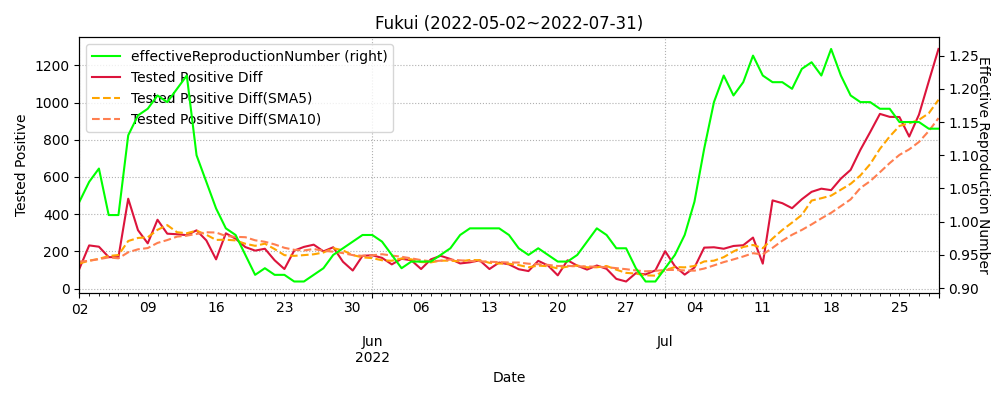 Fukui (2022-05-02~2022-07-31)
effectiveReproductionNumber (right)
Tested Positive Diff
Tested Positive Diff(SMA5)
Tested Positive Diff(SMA10)
Tested Positive
1200
1000
800
600
400
200
0
1.25
1.20
1.15
1.10
1.05
1.00
0.95
0.90
Effective Reproduction Number
02 09 16 23 30 06 13 20 27 04 11 18 25
Jun Jul
2022
Date